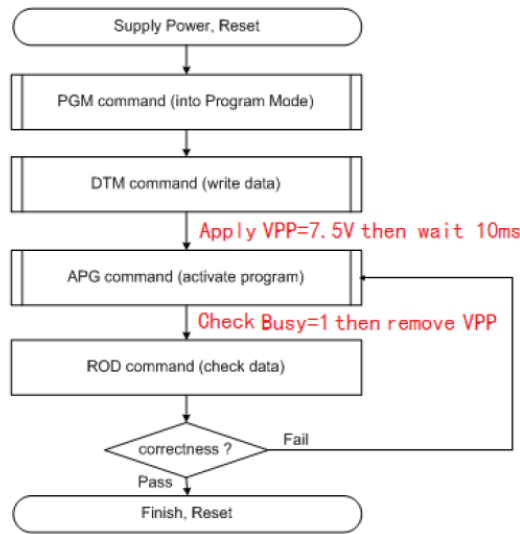 Supply Power, Reset
PGM command (into Program Mode)
DTM command (write data)
Apply VPP=7.5V then wait 10ms
APG command (activate program)
Check Busy=1 then remove VPP
ROD command (check data)
correctness ?
Fail
Pass
Finish, Reset